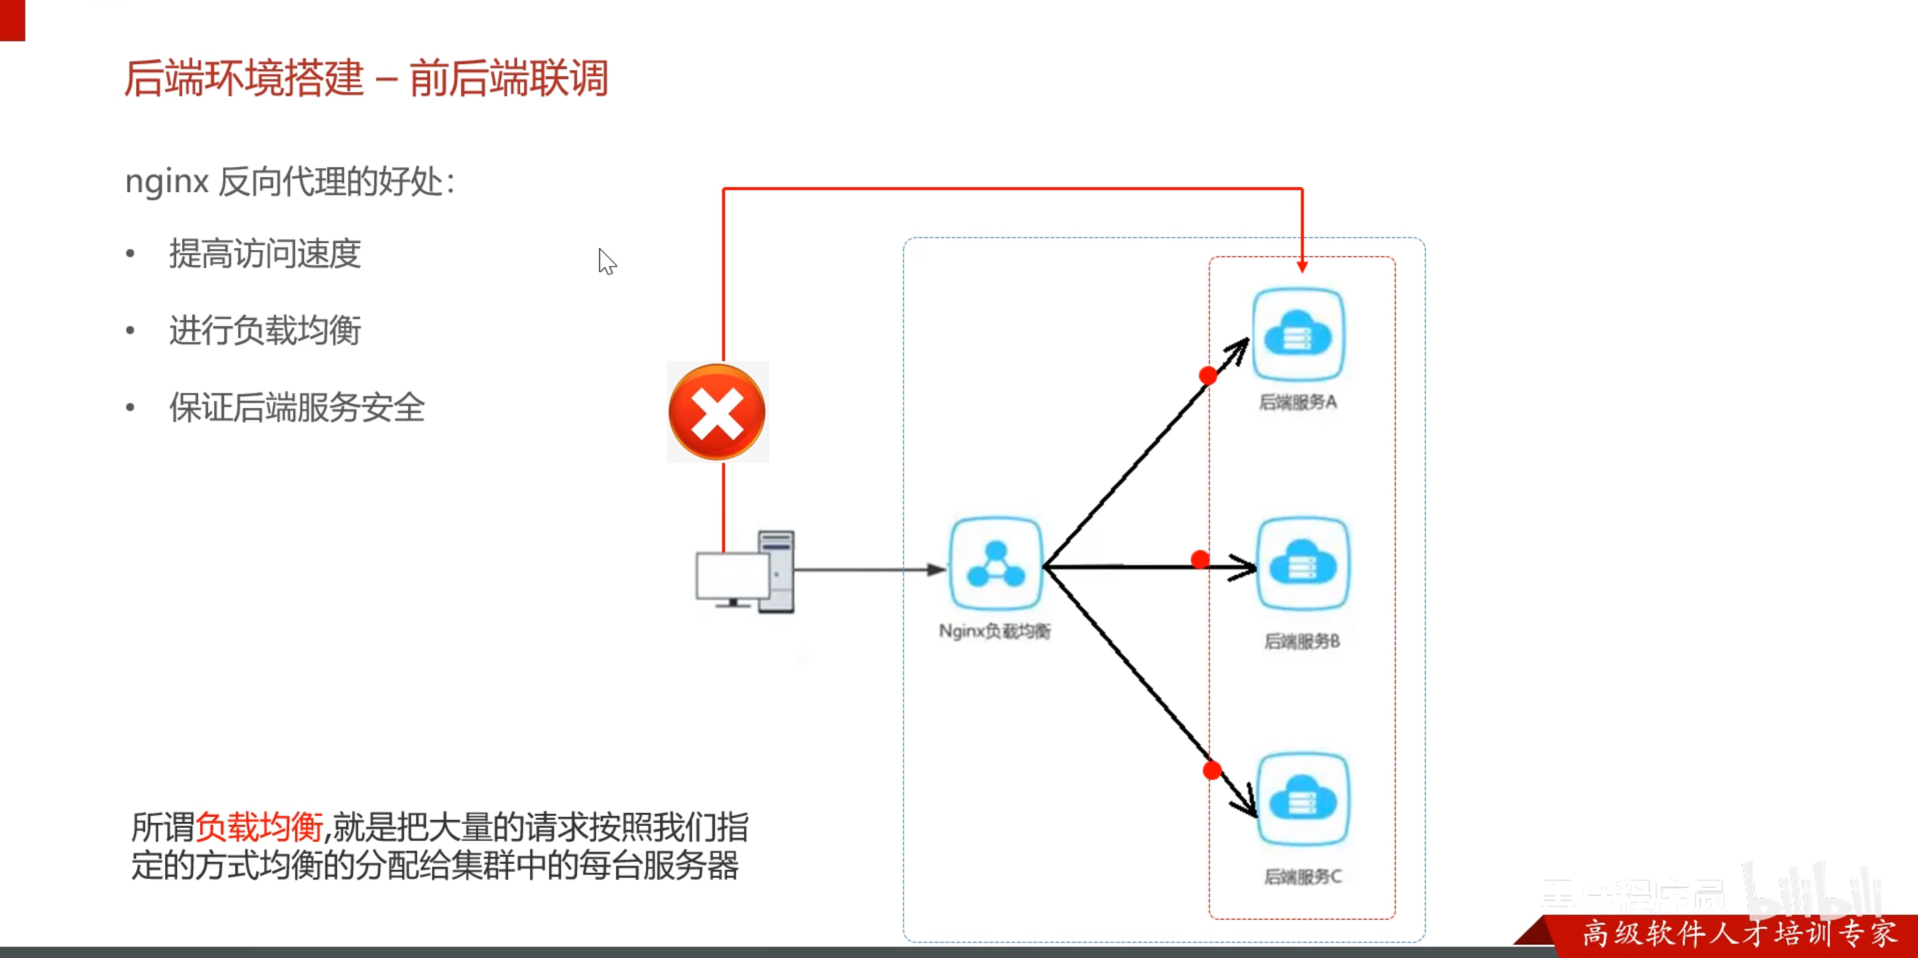 后端环境搭建 – 前后端联调
nginx 反向代理的好处：
• 提高访问速度
• 进行负载均衡
• 保证后端服务安全
后端服务A
Nginx负载均衡
后端服务B
后端服务C
所谓负载均衡,就是把大量的请求按照我们指
定的方式均衡的分配给集群中的每台服务器
黑马程序员
bilibili
高级软件人才培训专家